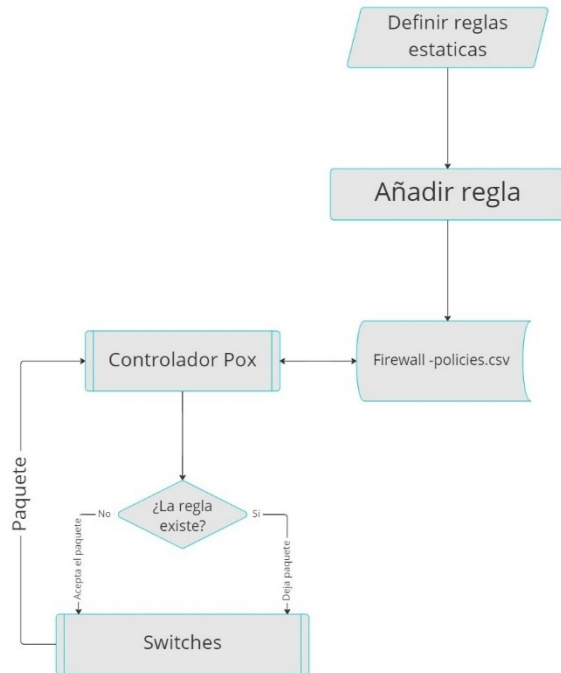 Definir reglas
estaticas
Añadir regla
Controlador Pox
Firewall -policies.csv
Paquete
¿La regla
existe?
No
Si
Acepta el paquete
Deja paquete
Switches